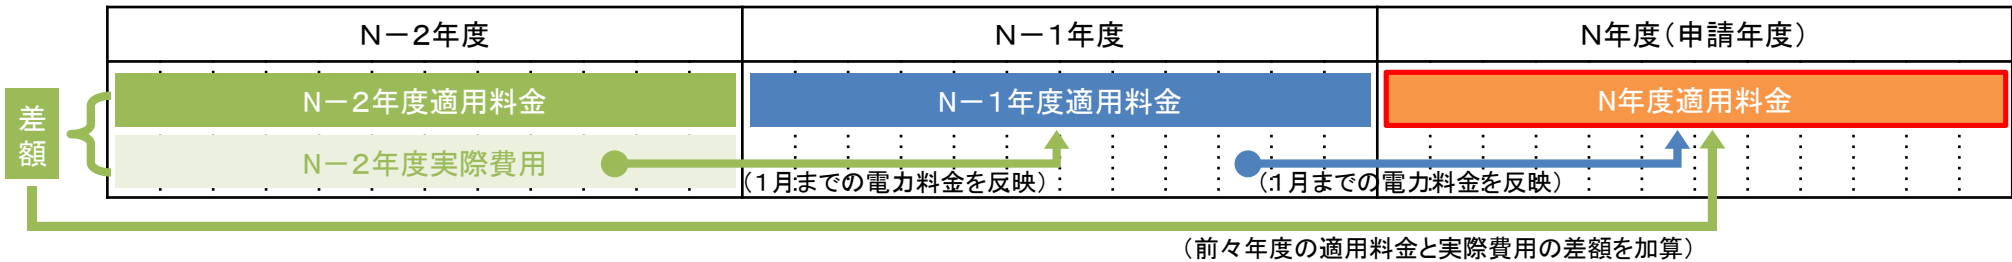 N－2年度
N－1年度
N年度（申請年度）
差額
N－2年度適用料金
N－1年度適用料金
N年度適用料金
N－2年度実際費用
（1月までの電力料金を反映）
（1月までの電力料金を反映）
（前々年度の適用料金と実際費用の差額を加算）